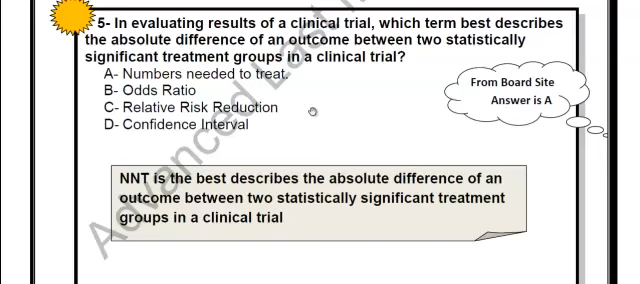 5- In evaluating results of a clinical trial, which term best describes
the absolute difference of an outcome between two statistically
significant treatment groups in a clinical trial?
A- Numbers needed to treat.
B- Odds Ratio
C- Relative Risk Reduction
D- Confidence Interval
From Board Site
Answer is A
NNT is the best describes the absolute difference of an
outcome between two statistically significant treatment
groups in a clinical trial
Advanced Last